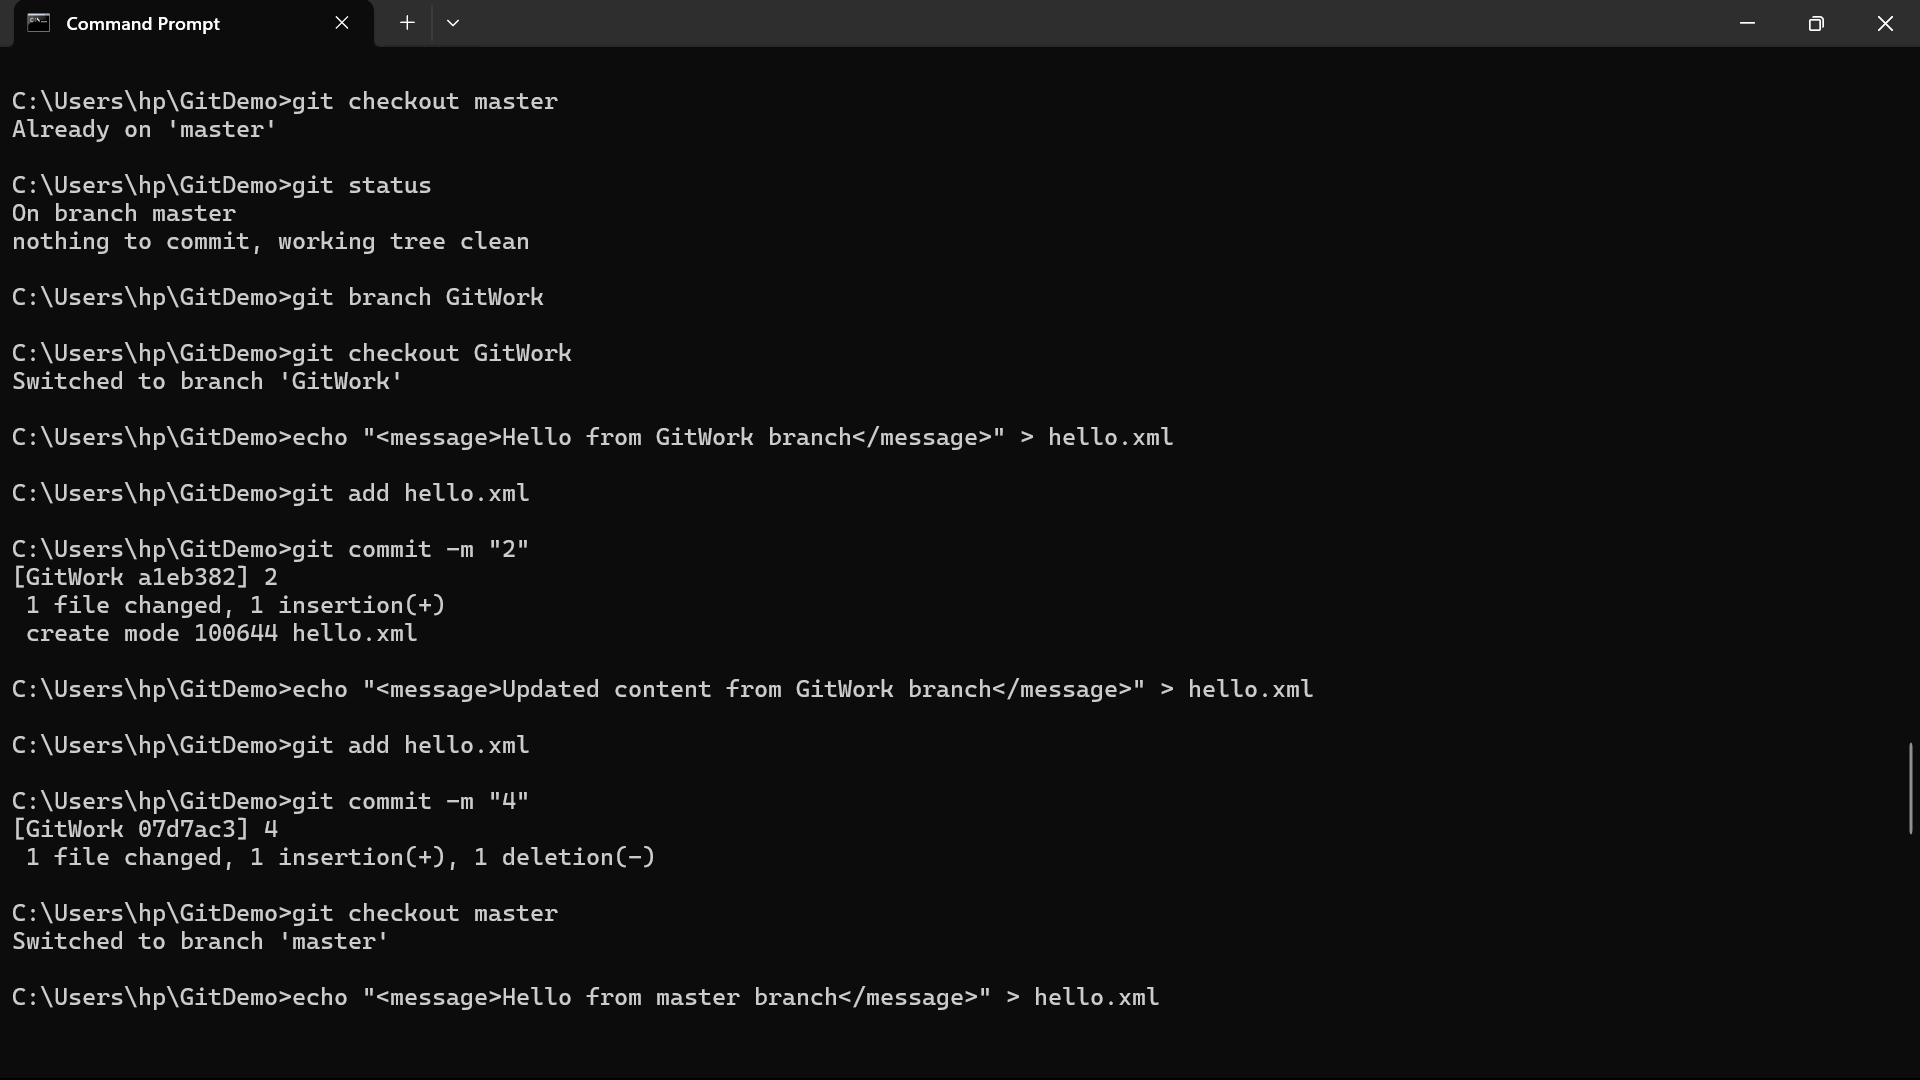 Command Prompt
C:\Users\hp\GitDemo>git checkout master
Already on 'master'
C:\Users\hp\GitDemo>git status
On branch master
nothing to commit, working tree clean
C:\Users\hp\GitDemo>git branch GitWork
C:\Users\hp\GitDemo>git checkout GitWork
Switched to branch 'GitWork'
C:\Users\hp\GitDemo>echo "<message>Hello from GitWork branch</message>" > hello.xml
C:\Users\hp\GitDemo>git add hello.xml
C:\Users\hp\GitDemo>git commit -m "2"
[GitWork a1eb382] 2
 1 file changed, 1 insertion(+)
 create mode 100644 hello.xml
C:\Users\hp\GitDemo>echo "<message>Updated content from GitWork branch</message>" > hello.xml
C:\Users\hp\GitDemo>git add hello.xml
C:\Users\hp\GitDemo>git commit -m "4"
[GitWork 07d7ac3] 4
 1 file changed, 1 insertion(+), 1 deletion(-)
C:\Users\hp\GitDemo>git checkout master
Switched to branch 'master'
C:\Users\hp\GitDemo>echo "<message>Hello from master branch</message>" > hello.xml